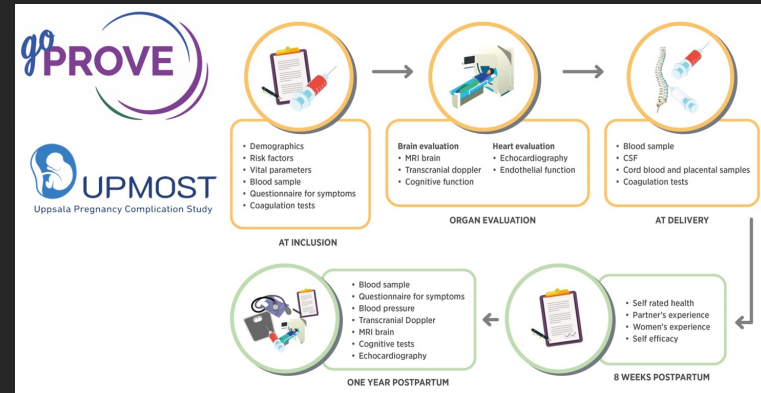 go PROVE
UPMOST
Uppsala Pregnancy Complication Study
• Demographics
• Risk factors
• Vital parameters
• Blood sample
• Questionnaire for symptoms
• Coagulation tests
AT INCLUSION
Brain evaluation
• MRI brain
• Transcranial doppler
• Cognitive function
Heart evaluation
• Echocardiography
• Endothelial function
ORGAN EVALUATION
• Blood sample
• CSF
• Cord blood and placental samples
• Coagulation tests
AT DELIVERY
• Blood sample
• Questionnaire for symptoms
• Blood pressure
• Transcranial Doppler
• MRI brain
• Cognitive tests
• Echocardiography
ONE YEAR POSTPARTUM
• Self rated health
• Partner's experience
• Women's experience
• Self efficacy
8 WEEKS POSTPARTUM